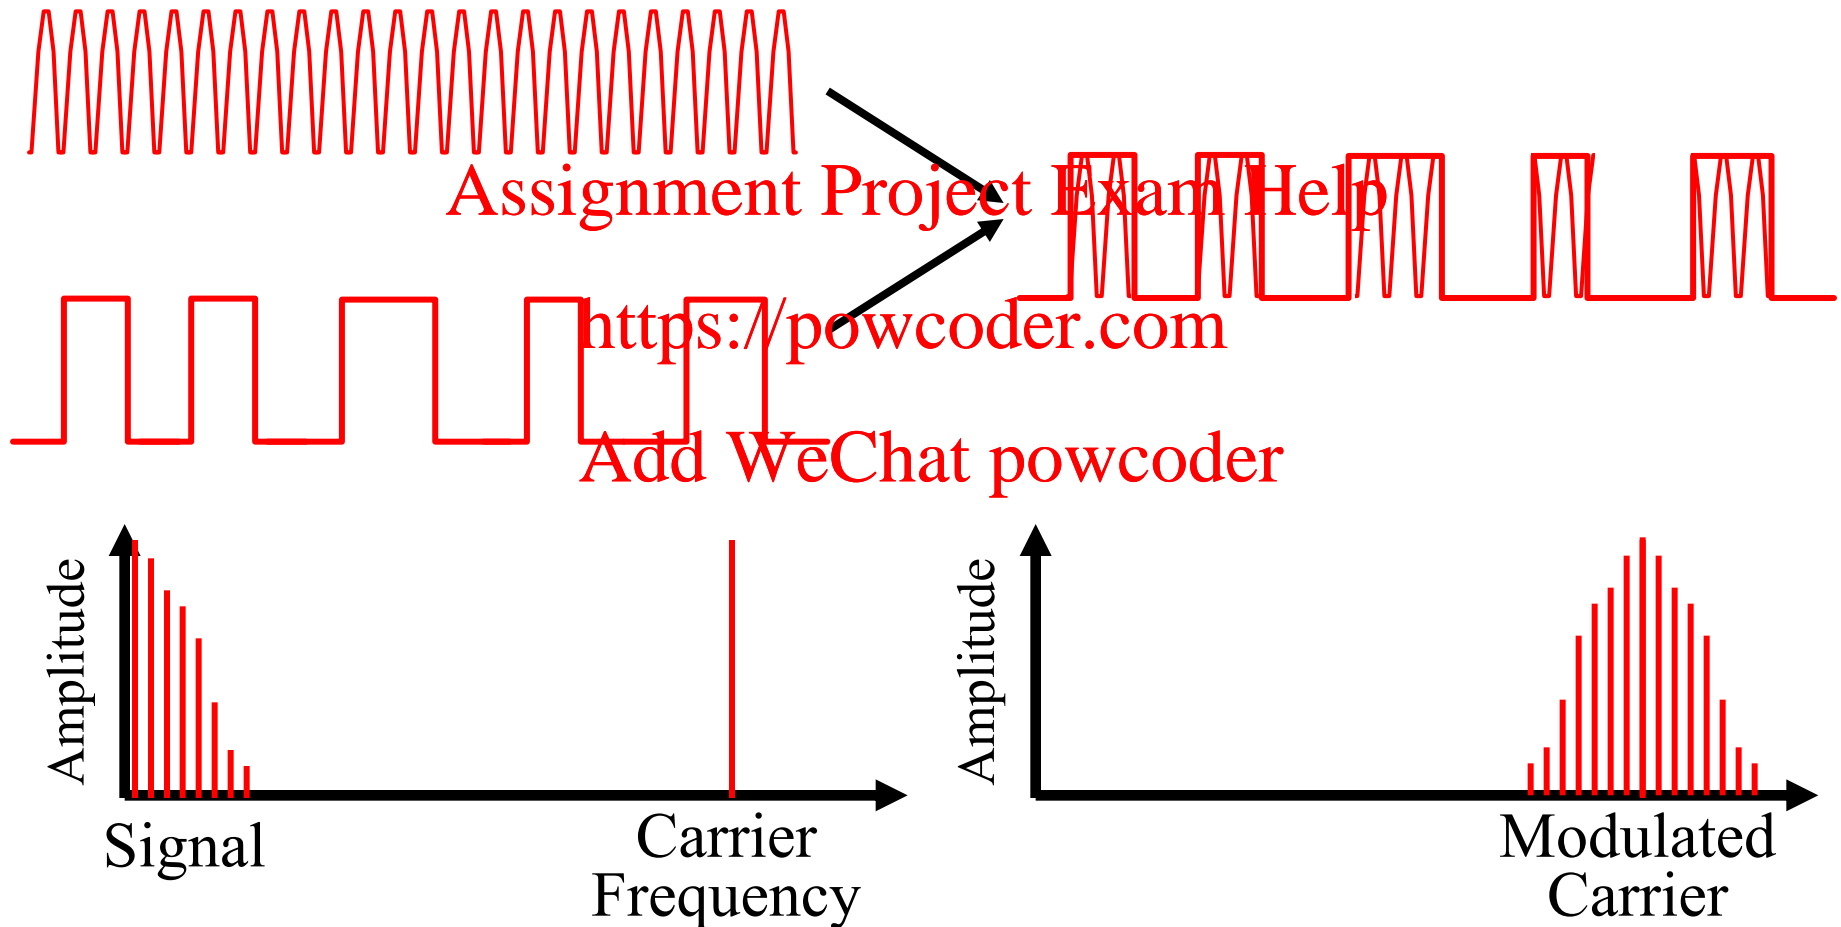 Assignment Project Exam Help
https://powcoder.com
Add WeChat powcoder
Amplitude
Signal
Carrier
Frequency
Amplitude
Modulated
Carrier